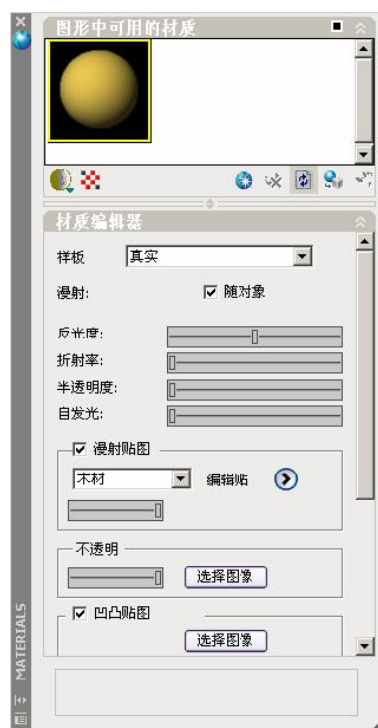 图形中可用的材质
材质编辑器
样板 真实
漫射: 随对象
反光度:
折射率:
半透明度:
自发光:
漫射贴图
木材 编辑贴
不透明
选择图像
凹凸贴图
选择图像
MATERIALS